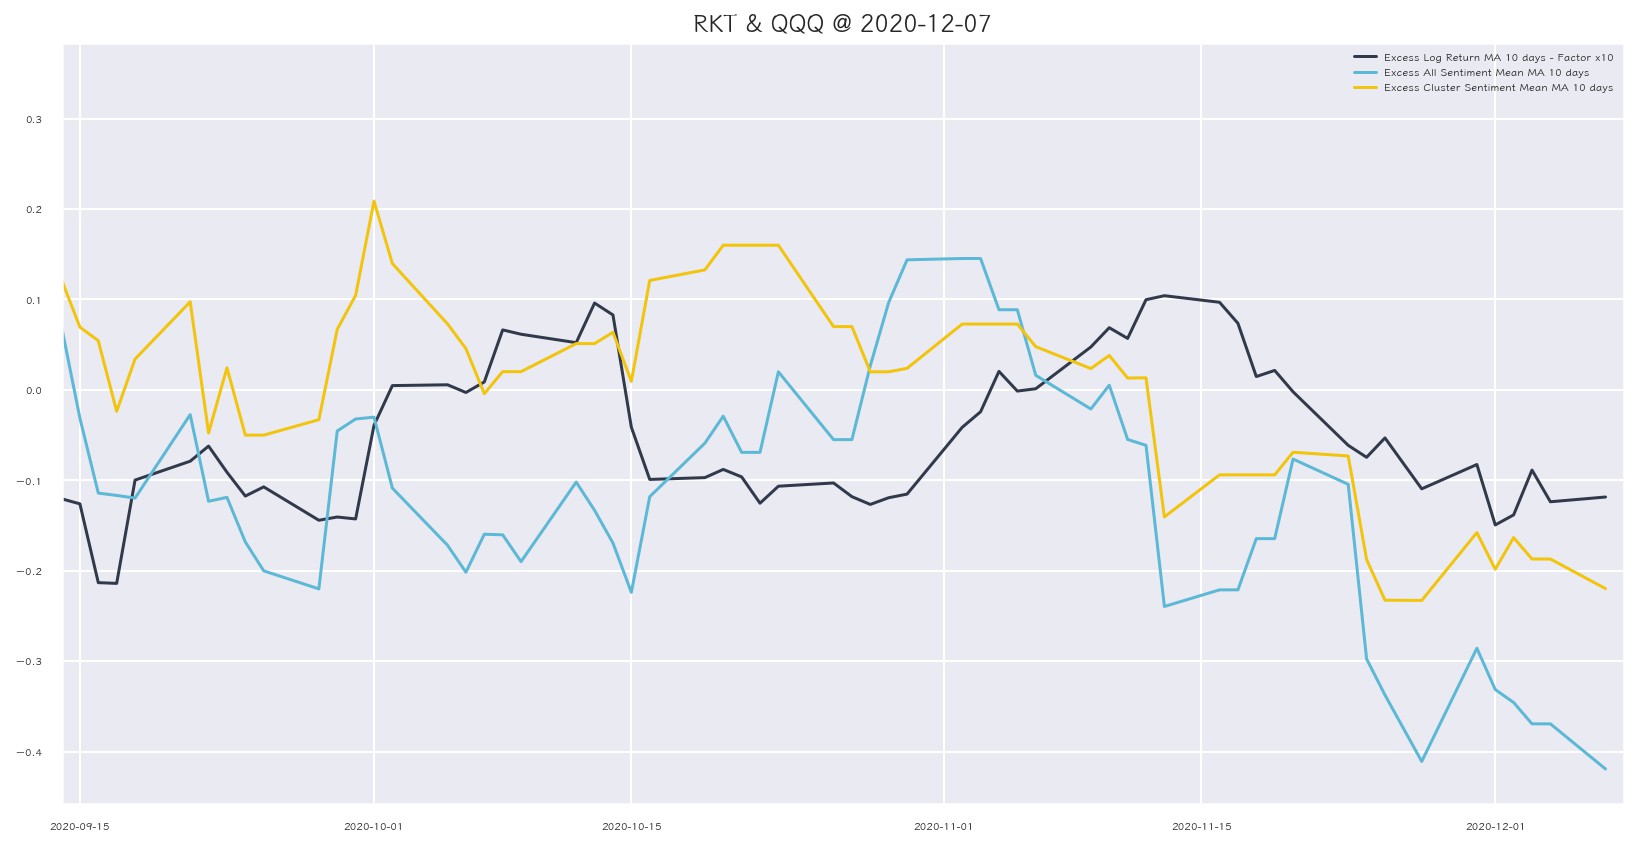 RKT & QQQ @ 2020-12-07
Excess Log Return MA 10 days - Factor x10
Excess All Sentiment Mean MA 10 days
Excess Cluster Sentiment Mean MA 10 days
0.3
0.2
0.1
0.0
−0.1
−0.2
−0.3
−0.4
2020-09-15 2020-10-01 2020-10-15 2020-11-01 2020-11-15 2020-12-01